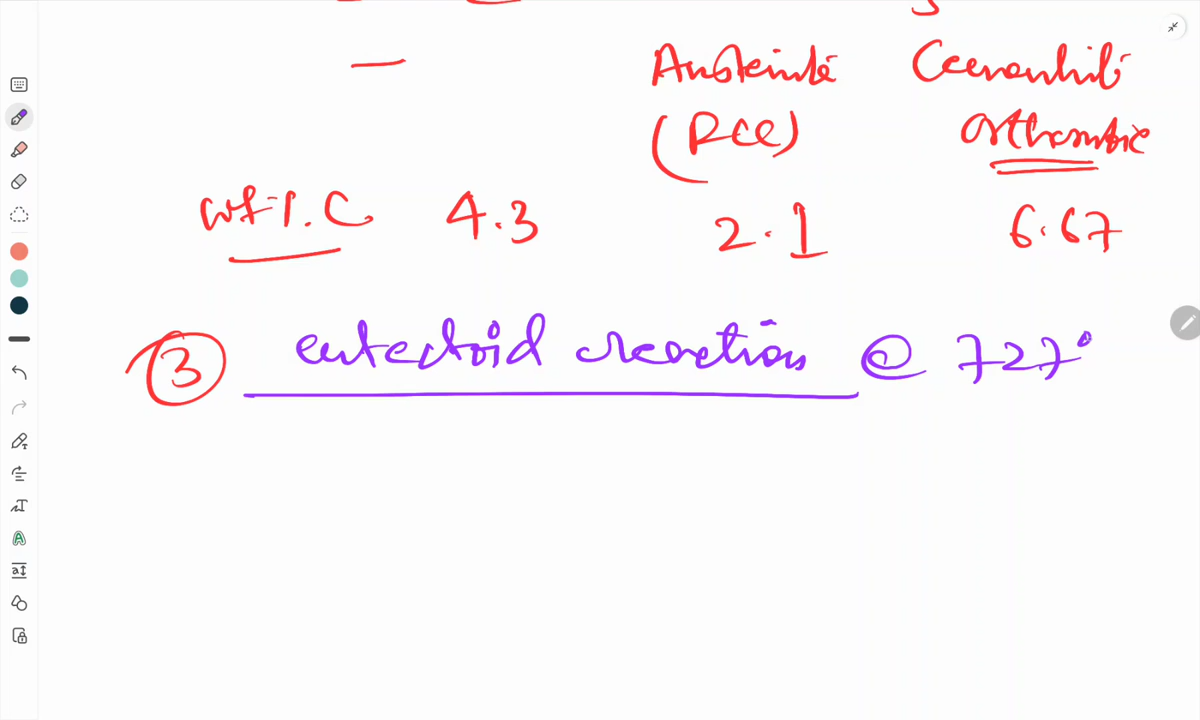 Austenite Cementite
(FCC) Orthorhombic
wt%.C 4.3 2.1 6.67
③ eutectoid reaction @ 727°